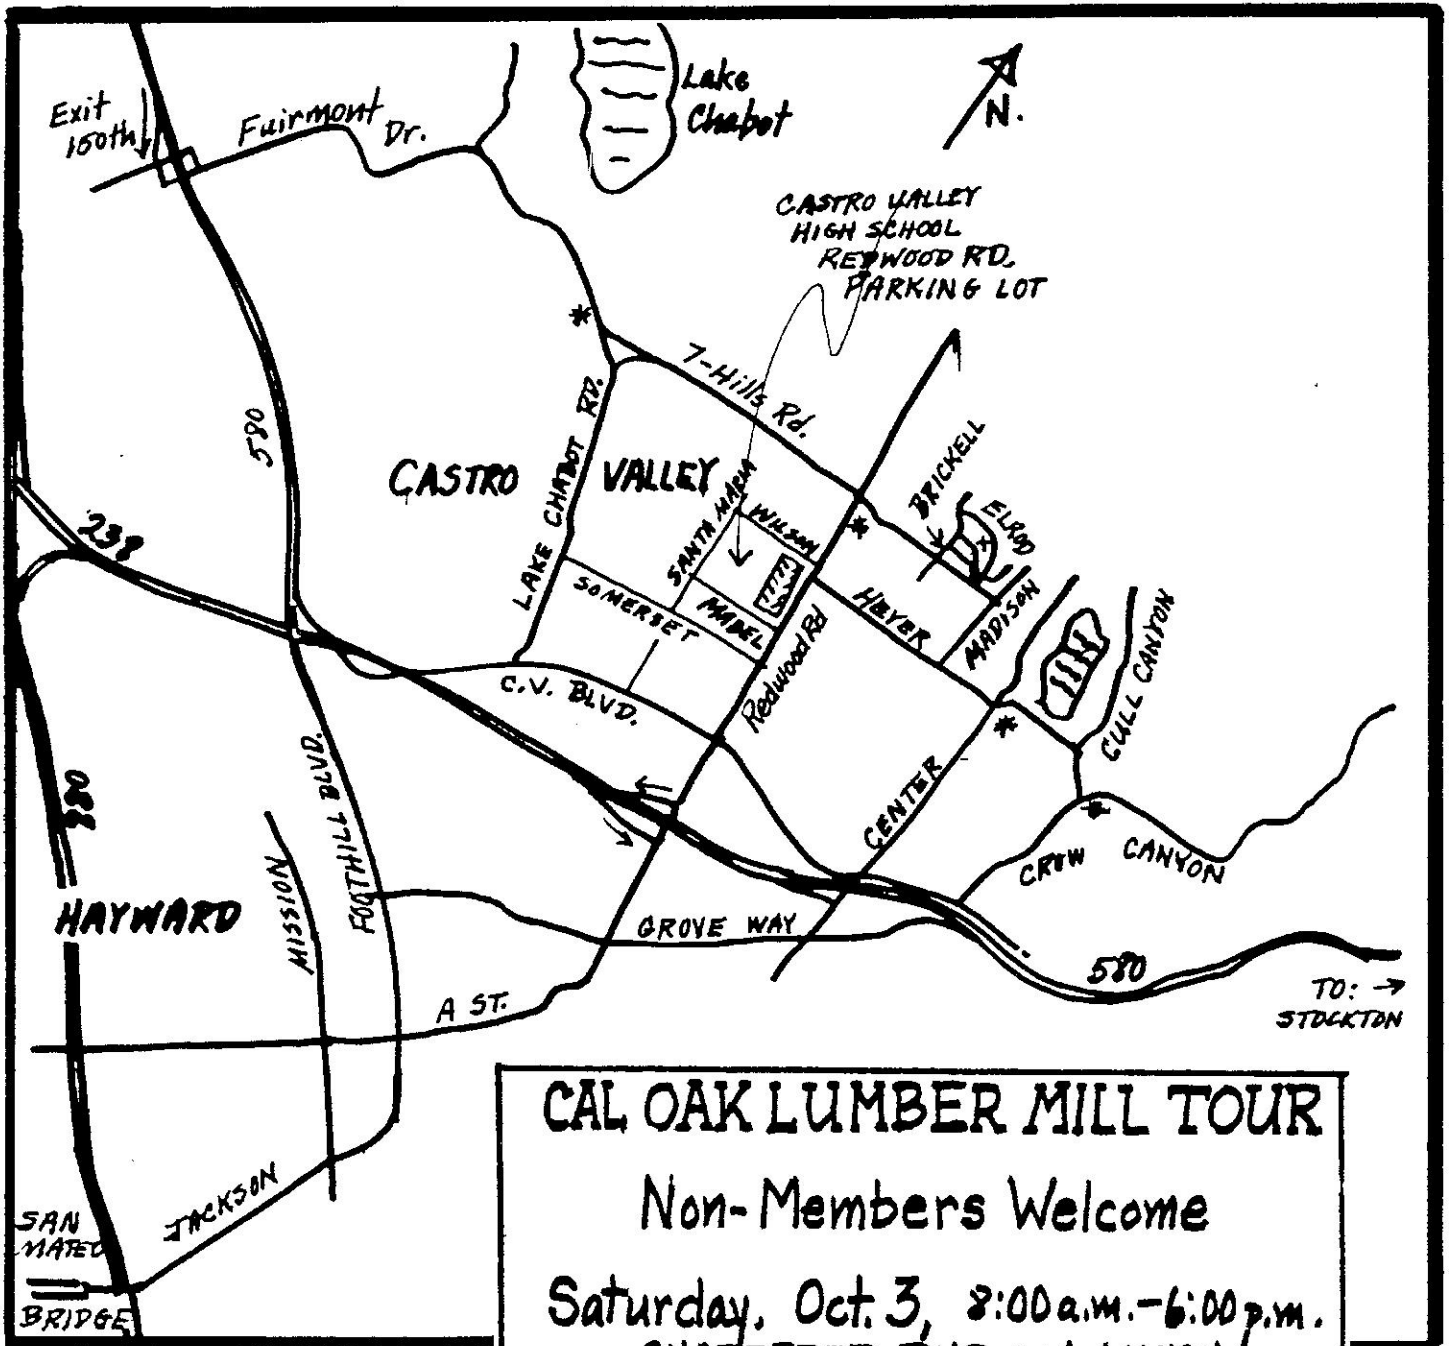 Exit
150th
Fairmont Dr.
Lake
Chabot
N.
CASTRO VALLEY
HIGH SCHOOL
REDWOOD RD.
PARKING LOT
7-Hills Rd.
580
CASTRO VALLEY
LAKE CHABOT RD.
SANTA MARIA
WILSON
BRICKELL
ELROD
X
238
SOMERSET
MABEL
HEYER
MADISON
Redwood Rd
CULL CANYON
C.V. BLVD.
880
FOOTHILL BLVD.
MISSION
CENTER
CROW CANYON
HAYWARD
GROVE WAY
580
A ST.
TO: →
STOCKTON
JACKSON
SAN
MATEO
BRIDGE
CAL OAK LUMBER MILL TOUR
Non-Members Welcome
Saturday, Oct. 3, 8:00 a.m.-6:00 p.m.